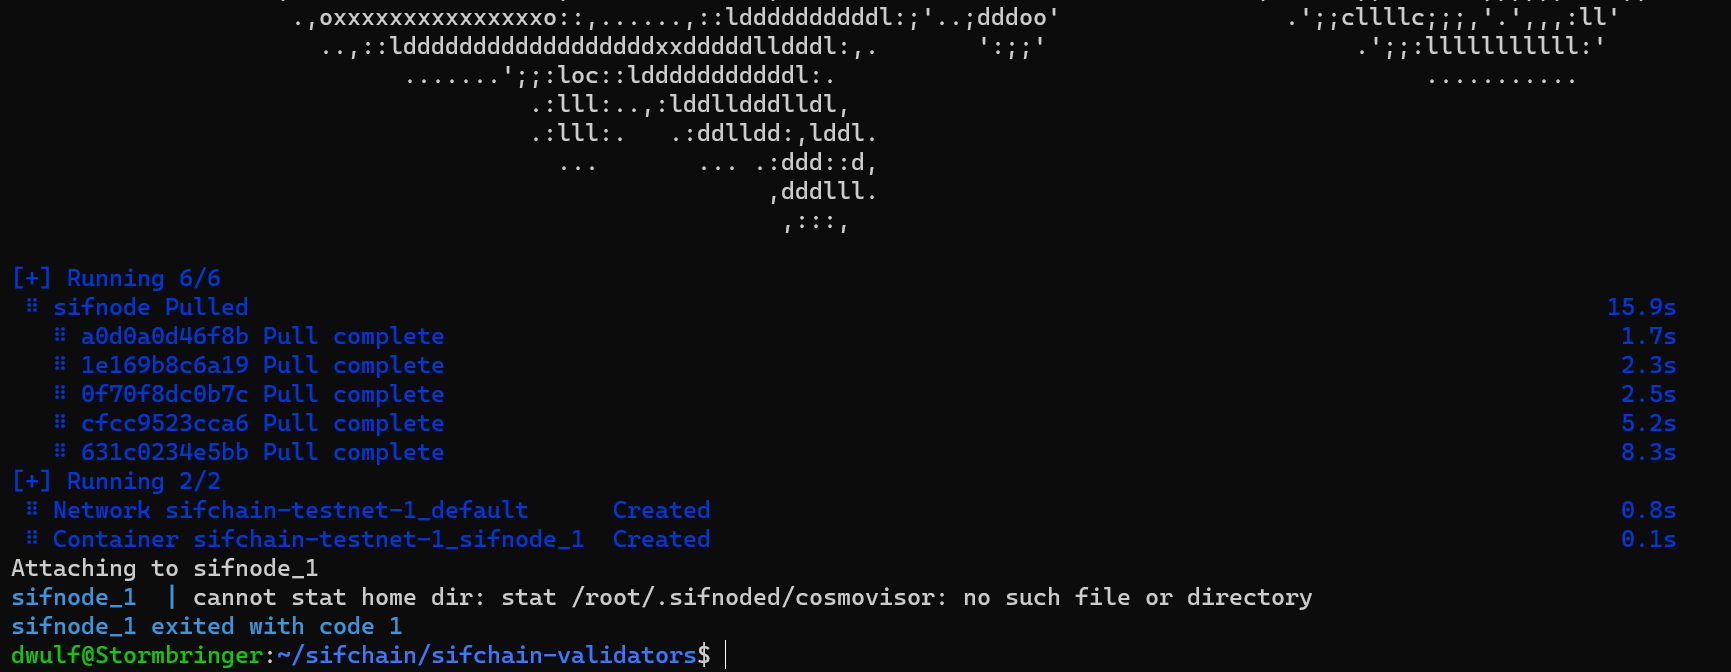 .,oxxxxxxxxxxxxxxxo::,......,::lddddddddddl:;'..;dddoo'                 .';;cllllc;;;,'.',,,:ll'
..,::lddddddddddddddddddxxdddddlldddl:,.       ':;;'                      .';;:lllllllllll:'
.......';;:loc::lddddddddddddl:.                                          ...........
.:lll:..,:lddllddddlldl,
.:lll:.   .:ddlldd:,lddl.
...       ... .:ddd::d,
,dddlll.
,:::,
[+] Running 6/6
⠿ sifnode Pulled 15.9s
⠿ a0d0a0d46f8b Pull complete 1.7s
⠿ 1e169b8c6a19 Pull complete 2.3s
⠿ 0f70f8dc0b7c Pull complete 2.5s
⠿ cfcc9523cca6 Pull complete 5.2s
⠿ 631c0234e5bb Pull complete 8.3s
[+] Running 2/2
⠿ Network sifchain-testnet-1_default Created 0.8s
⠿ Container sifchain-testnet-1_sifnode_1 Created 0.1s
Attaching to sifnode_1
sifnode_1  | cannot stat home dir: stat /root/.sifnoded/cosmovisor: no such file or directory
sifnode_1 exited with code 1
dwulf@Stormbringer:~/sifchain/sifchain-validators$